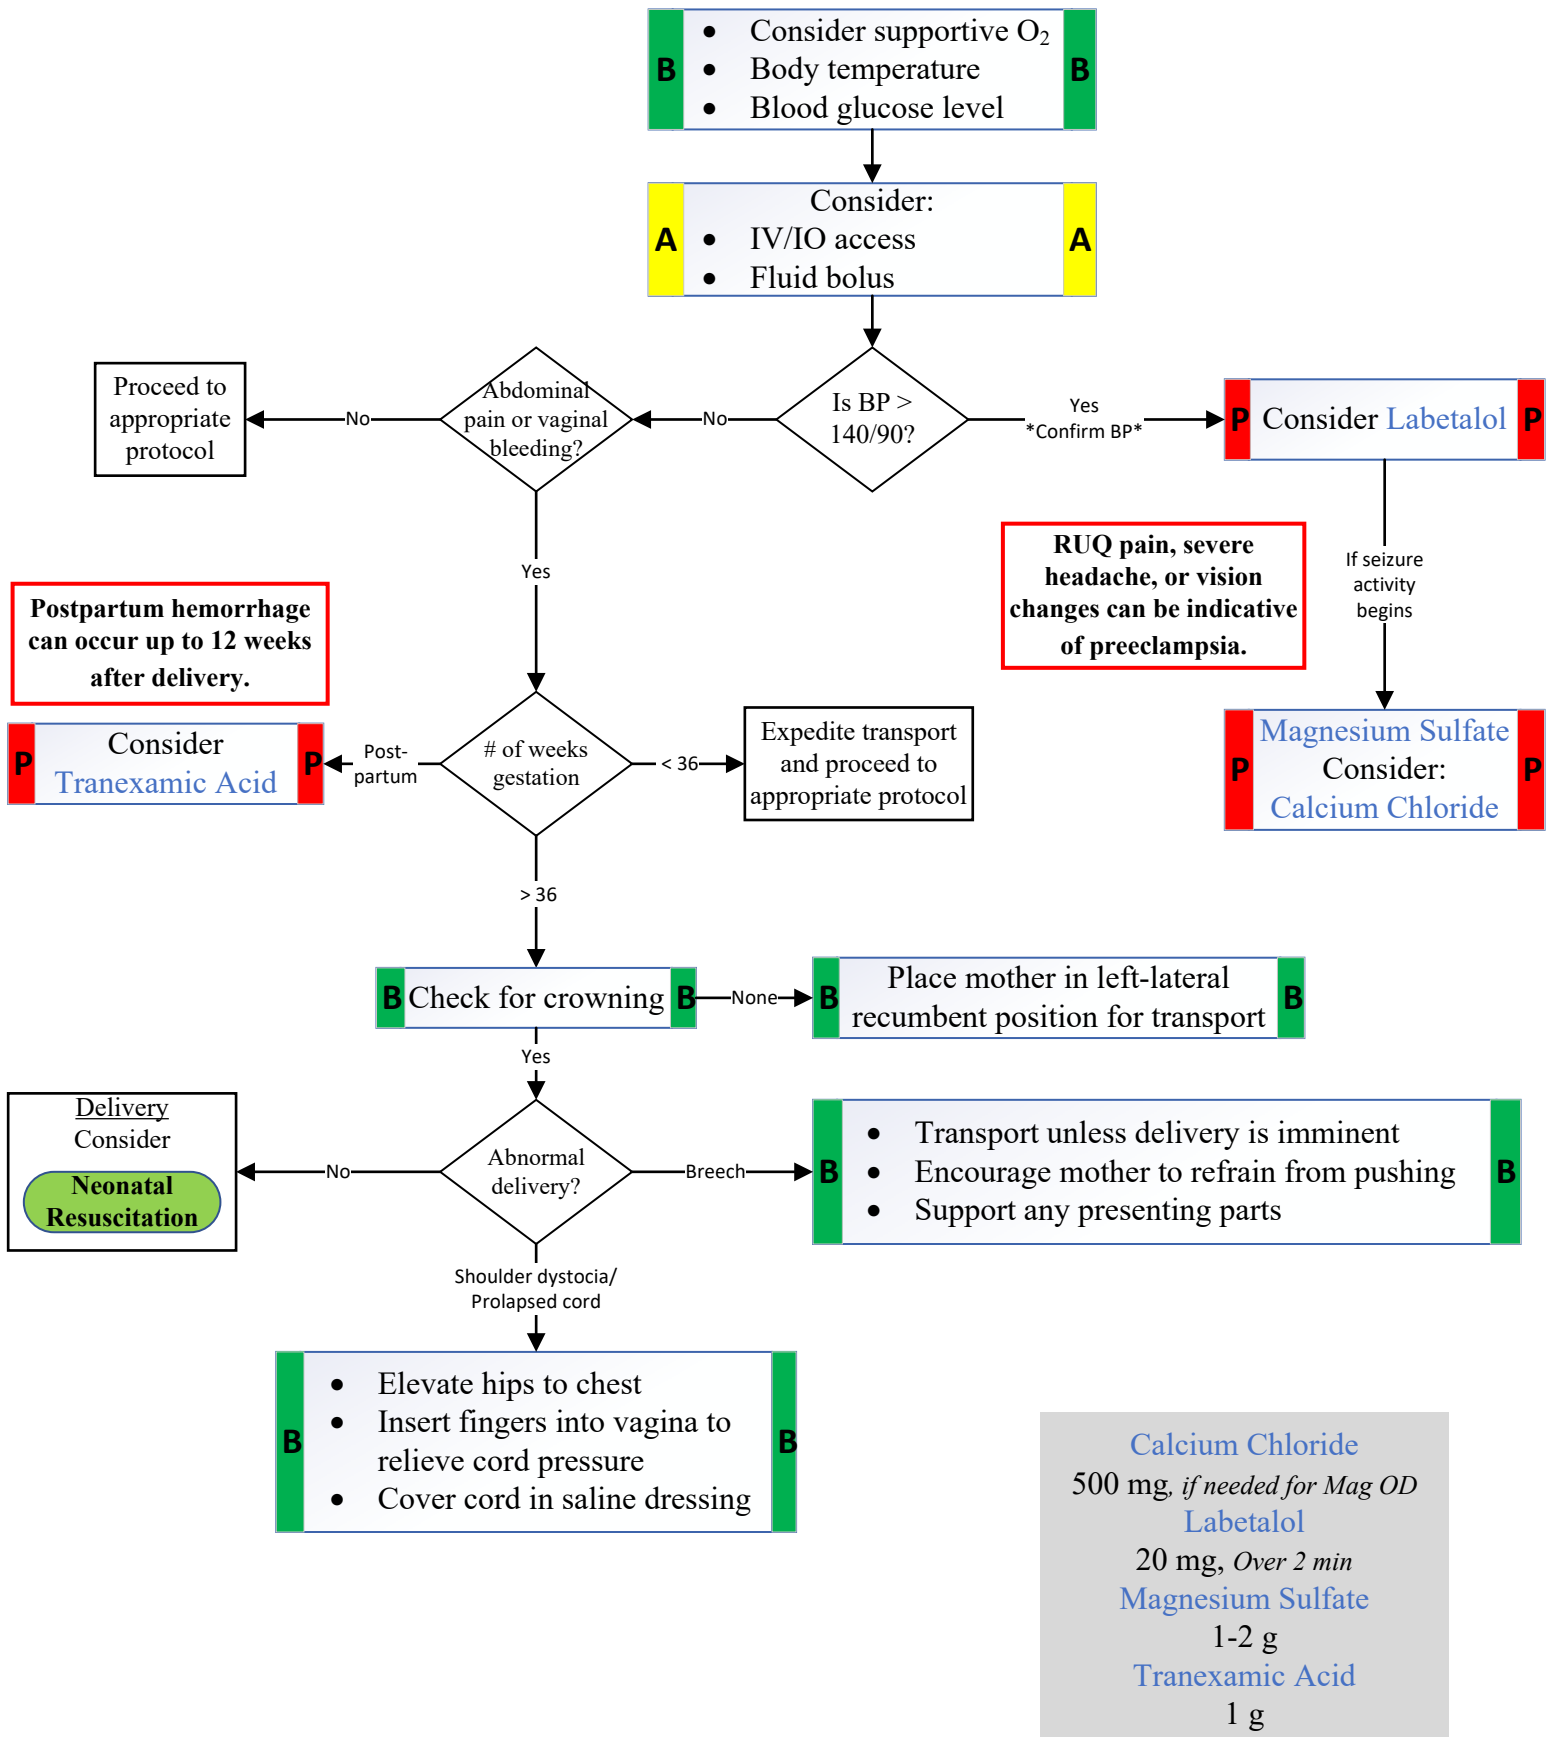 B
• Consider supportive O₂
• Body temperature
• Blood glucose level
B
A
Consider:
• IV/IO access
• Fluid bolus
A
Is BP >
140/90?
No
Yes
*Confirm BP*
P
Consider Labetalol
P
Abdominal
pain or vaginal
bleeding?
No
Proceed to
appropriate
protocol
Yes
RUQ pain, severe
headache, or vision
changes can be indicative
of preeclampsia.
If seizure
activity
begins
P
Magnesium Sulfate
Consider:
Calcium Chloride
P
Postpartum hemorrhage
can occur up to 12 weeks
after delivery.
# of weeks
gestation
Post-
partum
P
Consider
Tranexamic Acid
P
< 36
Expedite transport
and proceed to
appropriate protocol
> 36
B
Check for crowning
B
None
B
Place mother in left-lateral
recumbent position for transport
B
Yes
Abnormal
delivery?
No
Delivery
Consider
Neonatal
Resuscitation
Breech
B
• Transport unless delivery is imminent
• Encourage mother to refrain from pushing
• Support any presenting parts
B
Shoulder dystocia/
Prolapsed cord
B
• Elevate hips to chest
• Insert fingers into vagina to
relieve cord pressure
• Cover cord in saline dressing
B
Calcium Chloride
500 mg, if needed for Mag OD
Labetalol
20 mg, Over 2 min
Magnesium Sulfate
1-2 g
Tranexamic Acid
1 g